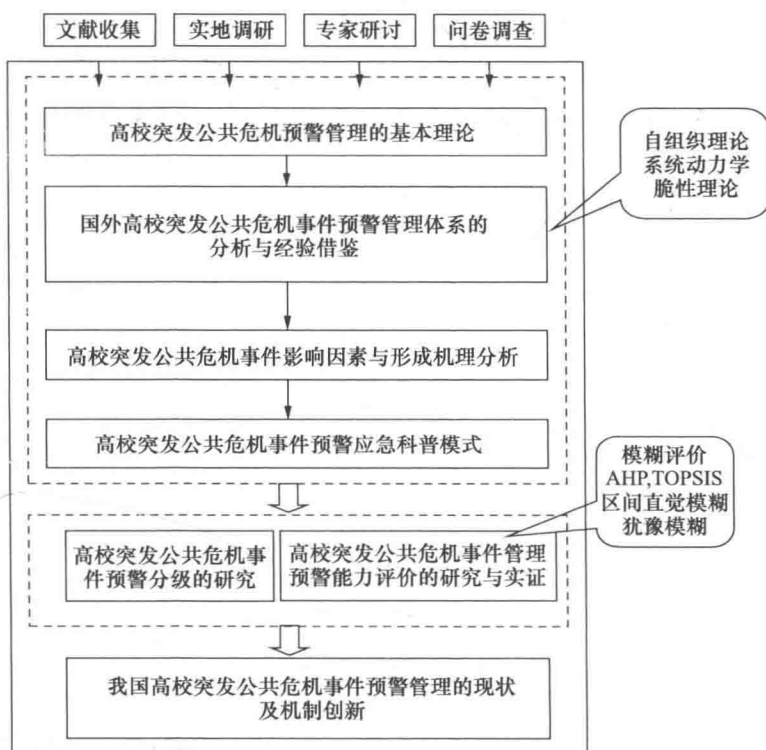 文献收集 实地调研 专家研讨 问卷调查
高校突发公共危机预警管理的基本理论
自组织理论
系统动力学
脆性理论
国外高校突发公共危机事件预警管理体系的
分析与经验借鉴
高校突发公共危机事件影响因素与形成机理分析
高校突发公共危机事件预警应急科普模式
模糊评价
AHP,TOPSIS
区间直觉模糊
犹豫模糊
高校突发公共危机事
件预警分级的研究
高校突发公共危机事件管理
预警能力评价的研究与实证
我国高校突发公共危机事件预警管理的现状
及机制创新